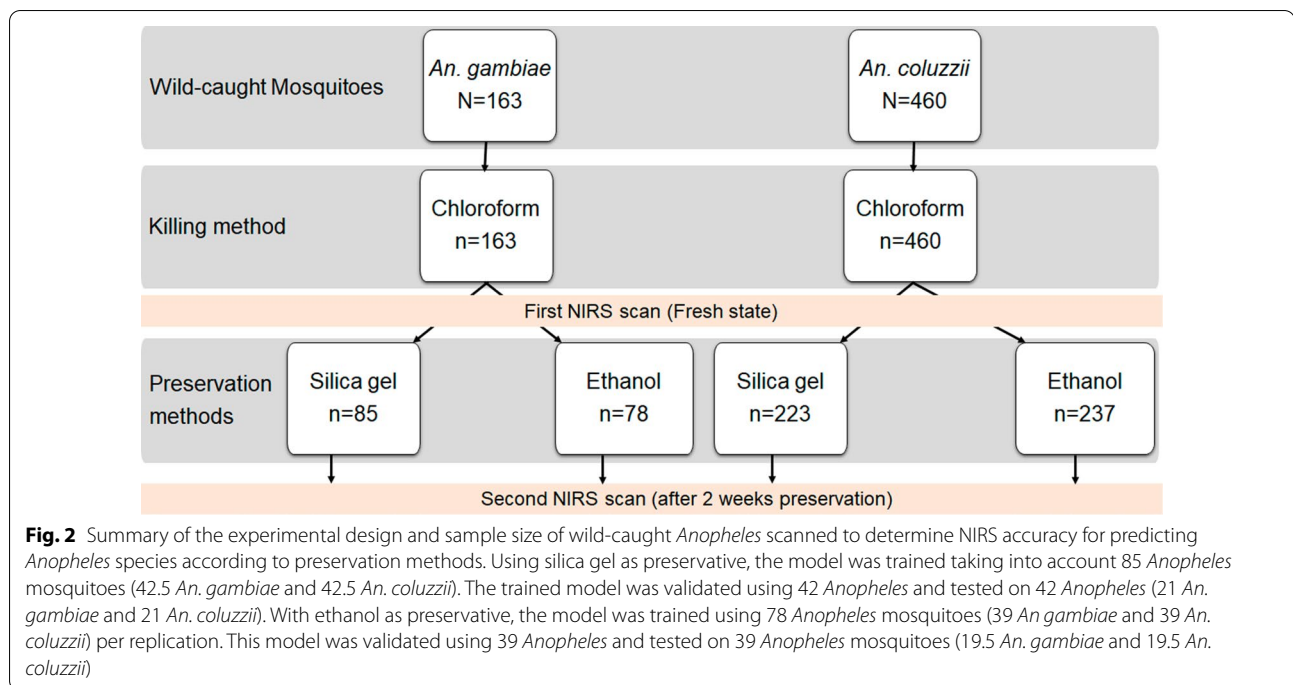 Wild-caught Mosquitoes
An. gambiae
N=163
An. coluzzii
N=460
Killing method
Chloroform
n=163
Chloroform
n=460
First NIRS scan (Fresh state)
Preservation
methods
Silica gel
n=85
Ethanol
n=78
Silica gel
n=223
Ethanol
n=237
Second NIRS scan (after 2 weeks preservation)
Fig. 2 Summary of the experimental design and sample size of wild-caught Anopheles scanned to determine NIRS accuracy for predicting
Anopheles species according to preservation methods. Using silica gel as preservative, the model was trained taking into account 85 Anopheles
mosquitoes (42.5 An. gambiae and 42.5 An. coluzzii). The trained model was validated using 42 Anopheles and tested on 42 Anopheles (21 An.
gambiae and 21 An. coluzzii). With ethanol as preservative, the model was trained using 78 Anopheles mosquitoes (39 An gambiae and 39 An.
coluzzii) per replication. This model was validated using 39 Anopheles and tested on 39 Anopheles mosquitoes (19.5 An. gambiae and 19.5 An.
coluzzii)